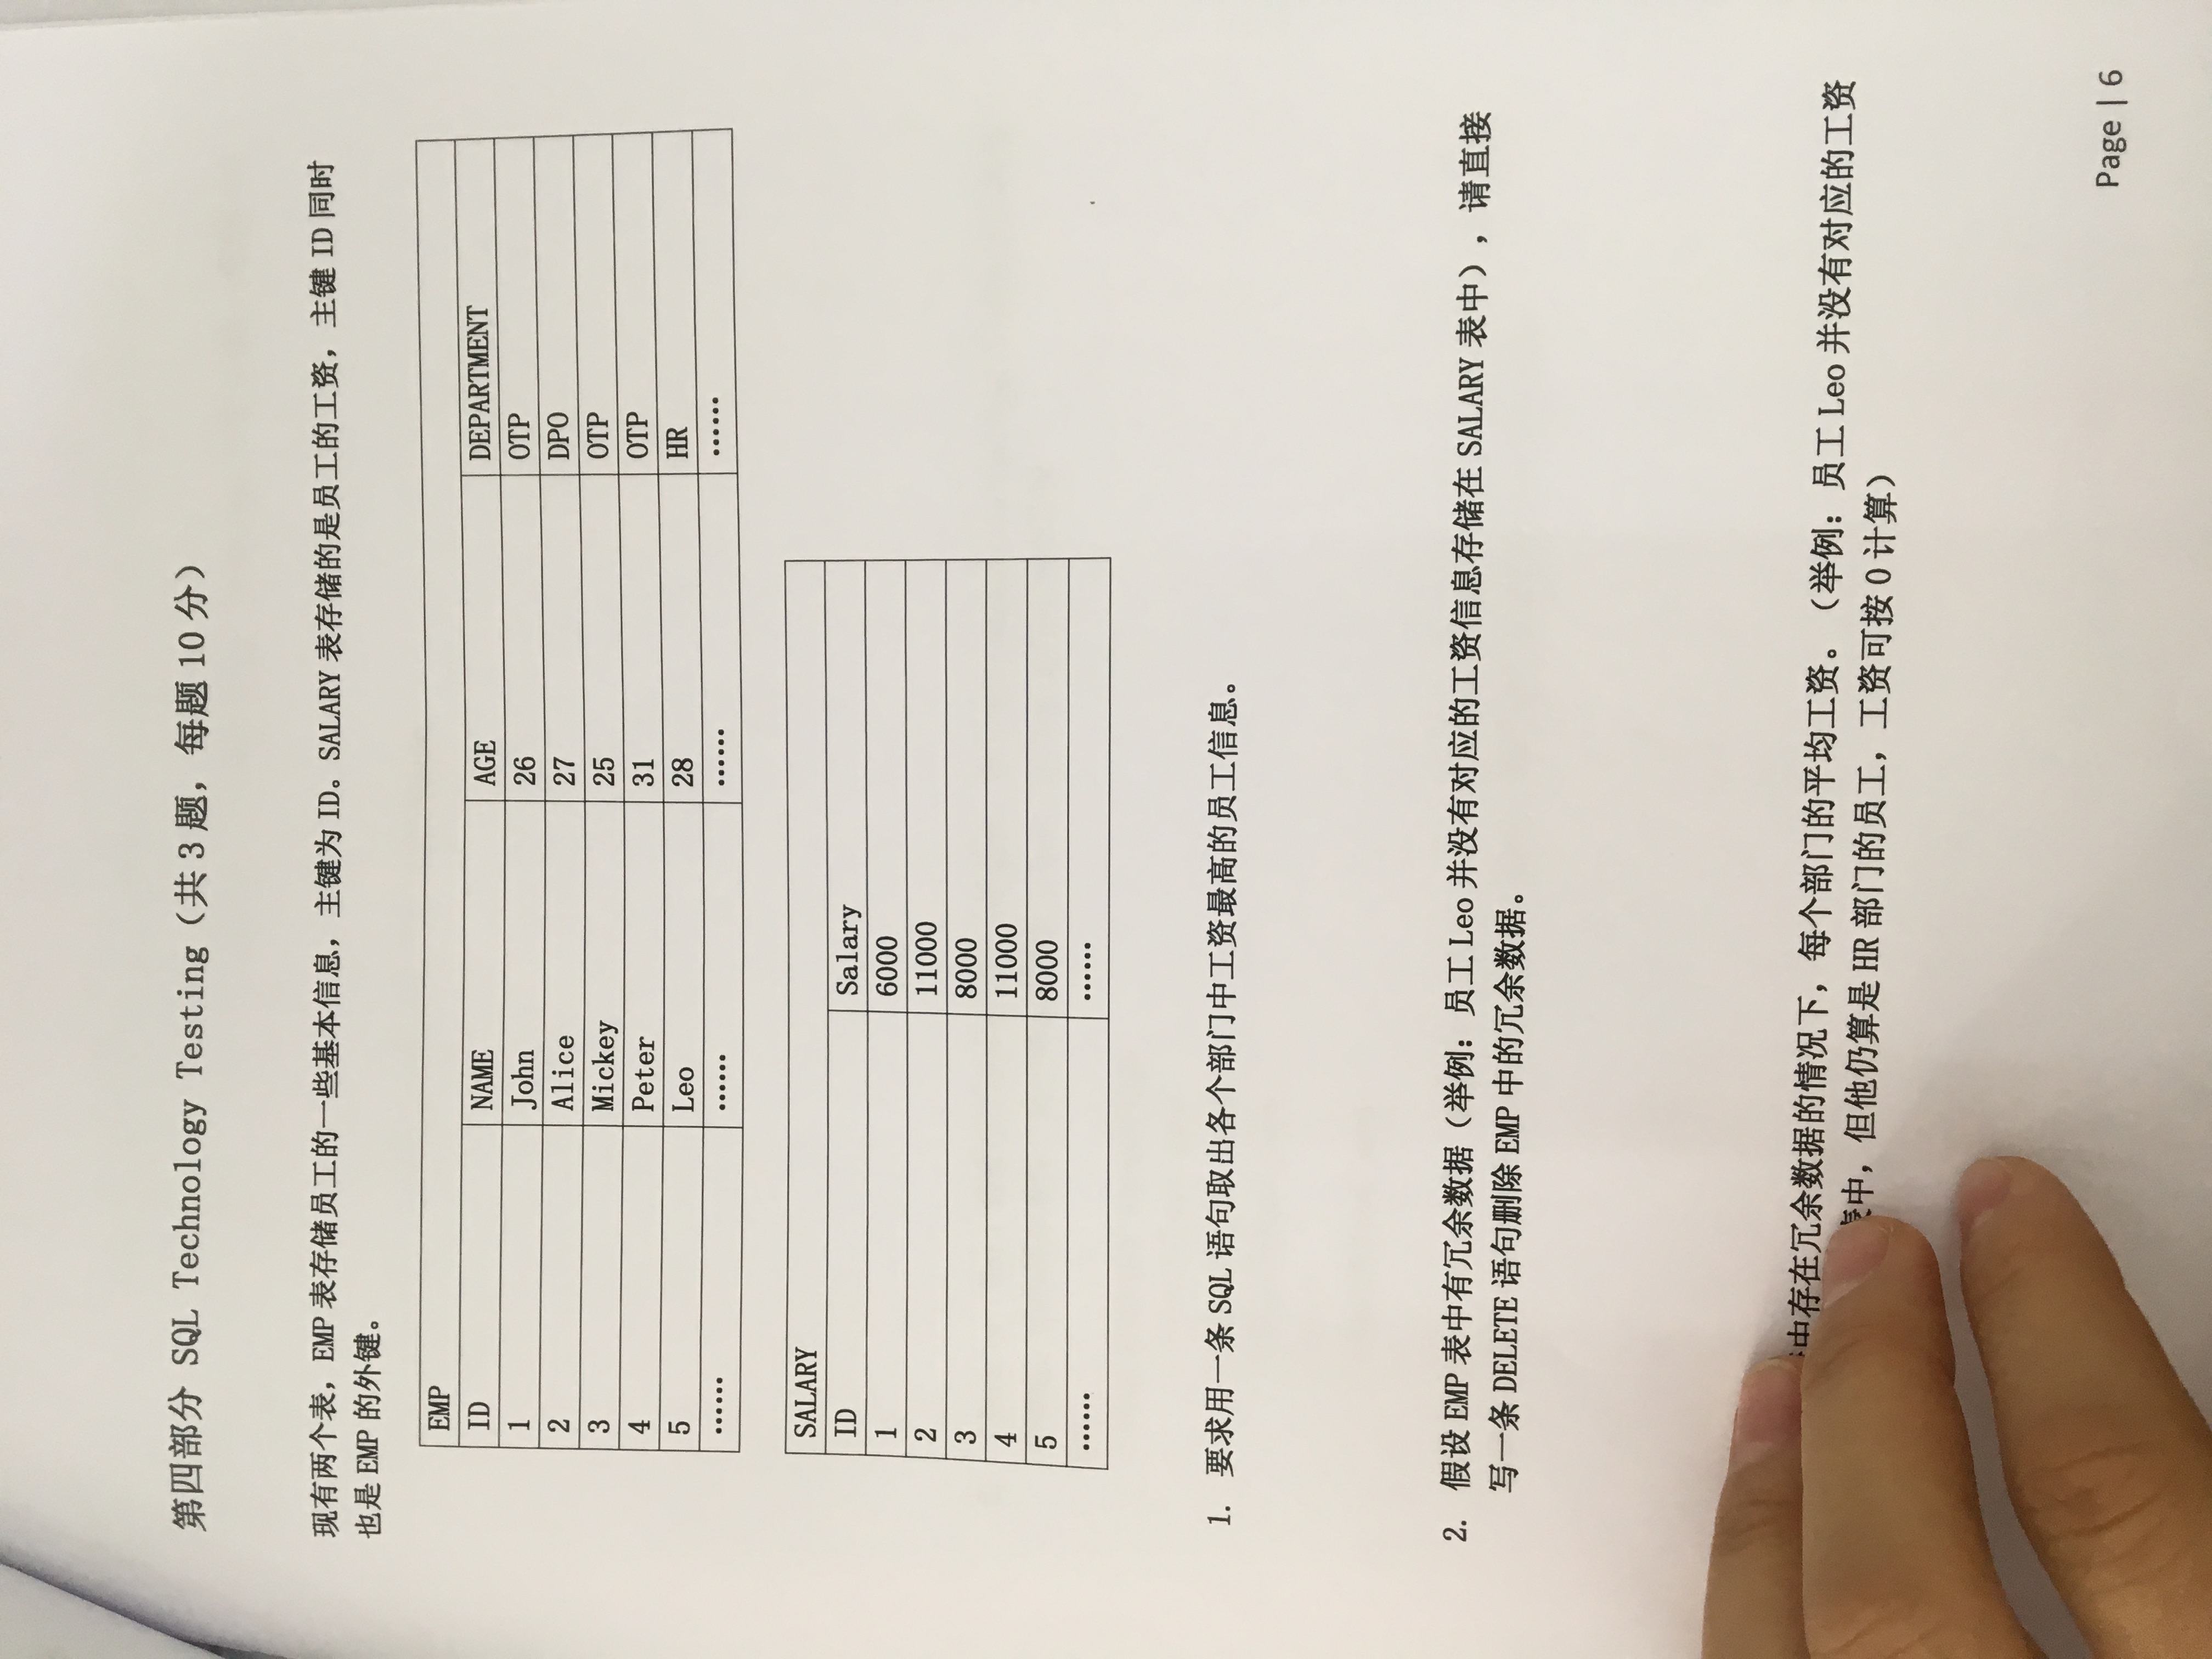 第四部分 SQL Technology Testing（共 3 题，每题 10 分）
现有两个表，EMP 表存储员工的一些基本信息，主键为 ID。SALARY 表存储的是员工的工资，主键 ID 同时
也是 EMP 的外键。
EMP
ID NAME AGE DEPARTMENT
1 John 26 OTP
2 Alice 27 DPO
3 Mickey 25 OTP
4 Peter 31 OTP
5 Leo 28 HR
…… …… …… ……
SALARY
ID Salary
1 6000
2 11000
3 8000
4 11000
5 8000
…… ……
1. 要求用一条 SQL 语句取出各个部门中工资最高的员工信息。
2. 假设 EMP 表中有冗余数据（举例：员工 Leo 并没有对应的工资信息存储在 SALARY 表中），请直接
写一条 DELETE 语句删除 EMP 中的冗余数据。
中存在冗余数据的情况下，每个部门的平均工资。（举例：员工 Leo 并没有对应的工资
中，但他仍算是 HR 部门的员工，工资可按 0 计算）
Page | 6